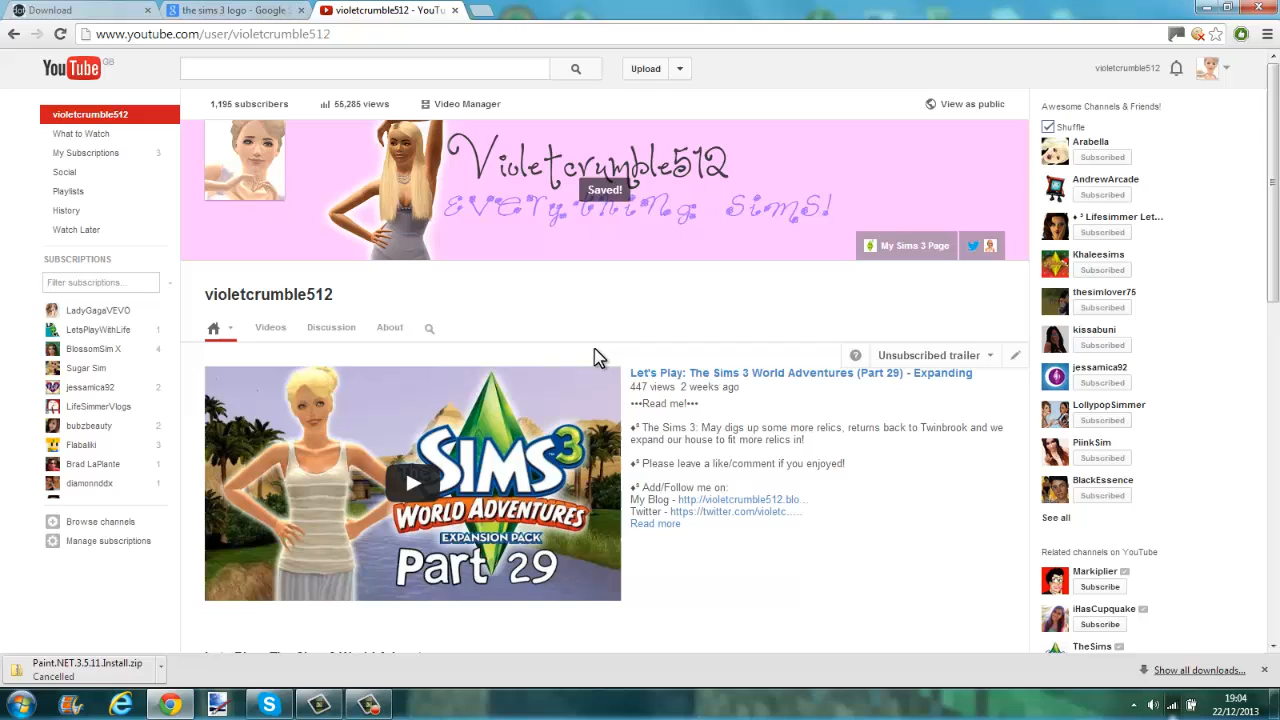 Download
the sims 3 logo - Google S
violetcrumble512 - YouTu
www.youtube.com/user/violetcrumble512
YouTube GB
Upload
violetcrumble512
violetcrumble512
What to Watch
My Subscriptions 3
Social
Playlists
History
Watch Later
SUBSCRIPTIONS
Filter subscriptions...
LadyGagaVEVO
LetsPlayWithLife 1
BlossomSim X 4
Sugar Sim
jessamica92 2
LifeSimmerVlogs
bubzbeauty 2
Flabaliki 3
Brad LaPlante 1
diamonnddx 1
Browse channels
Manage subscriptions
1,195 subscribers
55,285 views
Video Manager
View as public
Violetcrumble512
Everything Sims!
Saved!
My Sims 3 Page
violetcrumble512
Videos
Discussion
About
Unsubscribed trailer
THE SIMS 3
WORLD ADVENTURES
EXPANSION PACK
Part 29
Let's Play: The Sims 3 World Adventures (Part 29) - Expanding
447 views 2 weeks ago
•••Read me!•••
♦² The Sims 3: May digs up some more relics, returns back to Twinbrook and we
expand our house to fit more relics in!
♦² Please leave a like/comment if you enjoyed!
♦² Add/Follow me on:
My Blog - http://violetcrumble512.blo...
Twitter - https://twitter.com/violetc.....
Read more
Awesome Channels & Friends!
Shuffle
Arabella
Subscribed
AndrewArcade
Subscribed
♦ ³ Lifesimmer Let...
Subscribed
Khaleesims
Subscribed
thesimlover75
Subscribed
kissabuni
Subscribed
jessamica92
Subscribed
LollypopSimmer
Subscribed
PiinkSim
Subscribed
BlackEssence
Subscribed
See all
Related channels on YouTube
Markiplier
Subscribe
iHasCupquake
Subscribe
TheSims
Paint.NET.3.5.11.Install.zip
Cancelled
Show all downloads...
19:04
22/12/2013